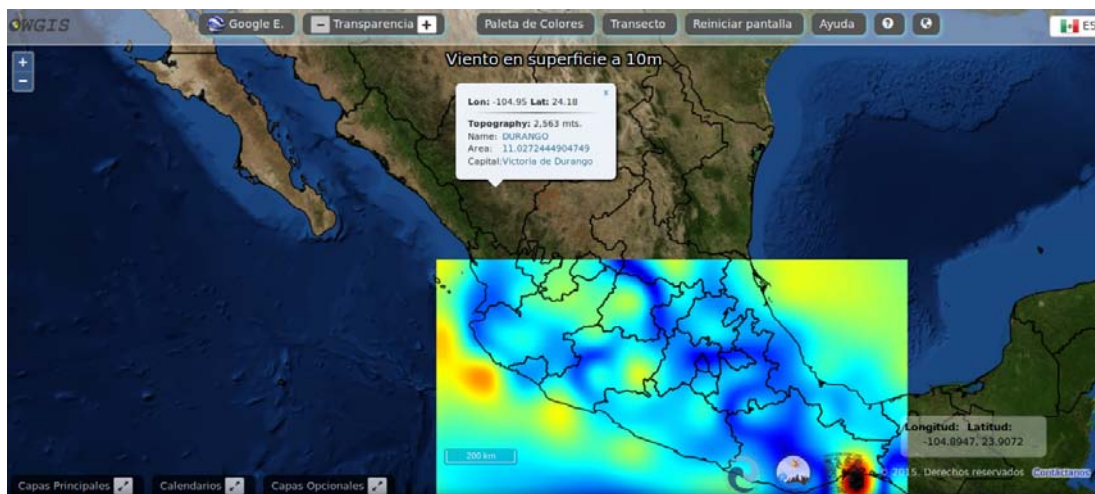 OWGIS
Google E.
− Transparencia +
Paleta de Colores
Transecto
Reiniciar pantalla
Ayuda
?
ES
+
−
Viento en superficie a 10m
x
Lon: -104.95 Lat: 24.18
Topography: 2,563 mts.
Name: DURANGO
Area: 11.0272444904749
Capital:Victoria de Durango
Longitud: Latitud:
-104.8947, 23.9072
200 km
© 2015. Derechos reservados Contáctanos
Capas Principales
Calendarios
Capas Opcionales